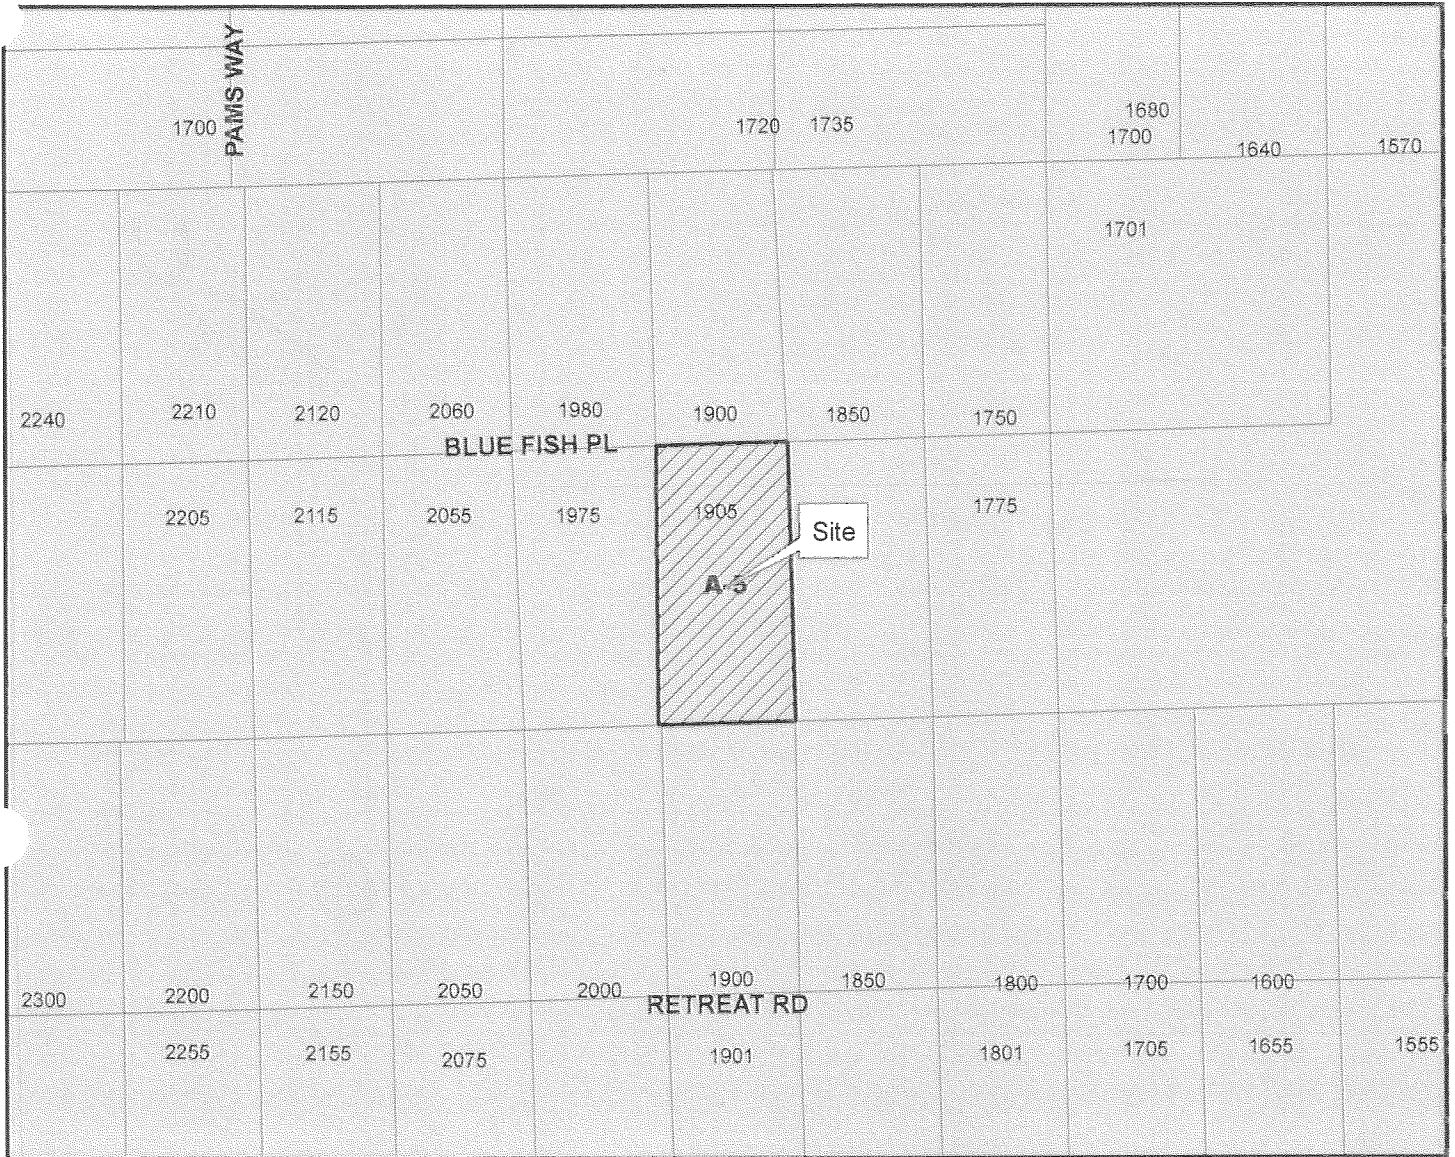 PAMS WAY
1700 1720 1735 1680
1700 1640 1570
1701
2240 2210 2120 2060 1980 1900 1850 1750
BLUE FISH PL
2205 2115 2055 1975 1905 1775
Site
A-5
2300 2200 2150 2050 2000 1900 1850 1800 1700 1600
RETREAT RD
2255 2155 2075 1901 1801 1705 1655 1555